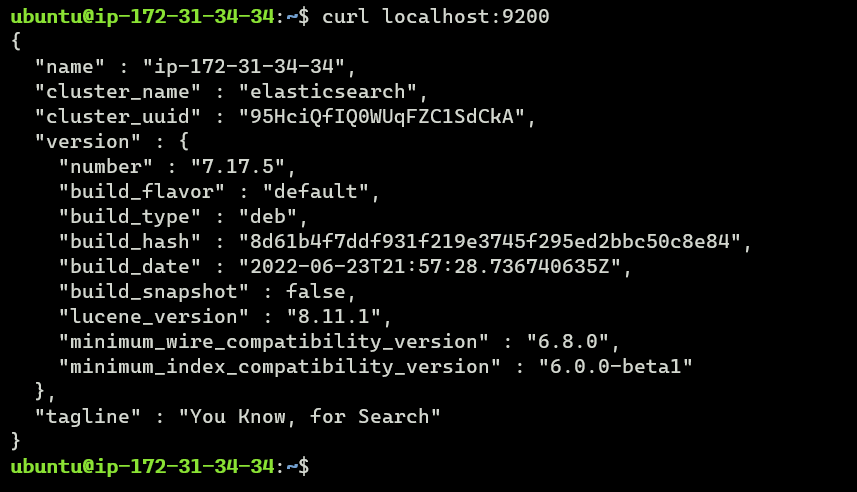 ubuntu@ip-172-31-34-34:~$ curl localhost:9200
{
  "name" : "ip-172-31-34-34",
  "cluster_name" : "elasticsearch",
  "cluster_uuid" : "95HciQfIQ0WUqFZC1SdCkA",
  "version" : {
    "number" : "7.17.5",
    "build_flavor" : "default",
    "build_type" : "deb",
    "build_hash" : "8d61b4f7ddf931f219e3745f295ed2bbc50c8e84",
    "build_date" : "2022-06-23T21:57:28.736740635Z",
    "build_snapshot" : false,
    "lucene_version" : "8.11.1",
    "minimum_wire_compatibility_version" : "6.8.0",
    "minimum_index_compatibility_version" : "6.0.0-beta1"
  },
  "tagline" : "You Know, for Search"
}
ubuntu@ip-172-31-34-34:~$